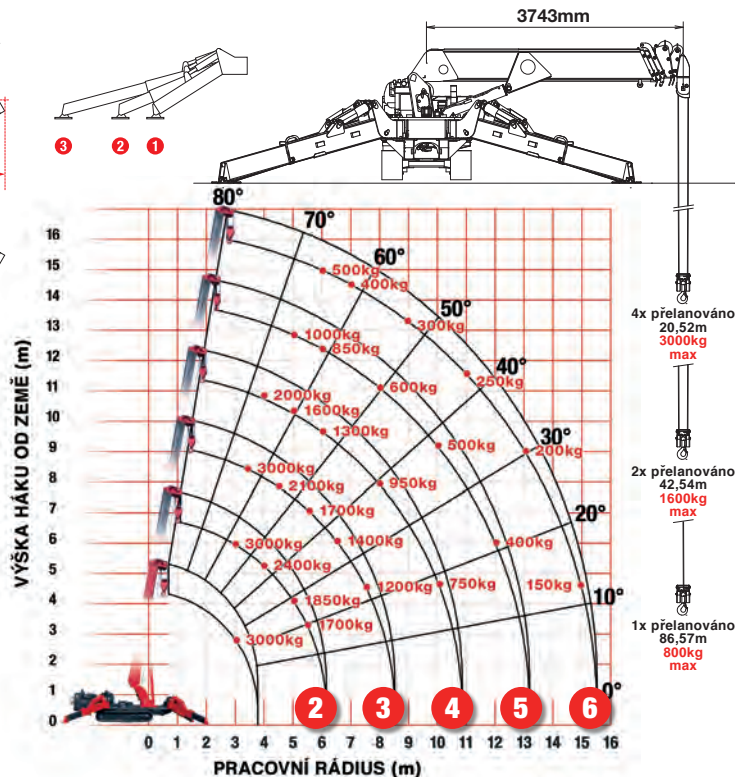 3743mm
3
2
1
80°
70°
60°
50°
40°
30°
20°
10°
0°
16
15
14
13
12
11
10
9
8
7
6
5
4
3
2
1
0
VÝŠKA HÁKU OD ZEMĚ (m)
500kg
400kg
300kg
250kg
200kg
150kg
1000kg
850kg
600kg
500kg
400kg
2000kg
1600kg
1300kg
950kg
750kg
3000kg
2100kg
1700kg
1400kg
1200kg
3000kg
2400kg
1850kg
1700kg
3000kg
2
3
4
5
6
0 1 2 3 4 5 6 7 8 9 10 11 12 13 14 15 16
PRACOVNÍ RÁDIUS (m)
4x přelanováno
20,52m
3000kg
max
2x přelanováno
42,54m
1600kg
max
1x přelanováno
86,57m
800kg
max